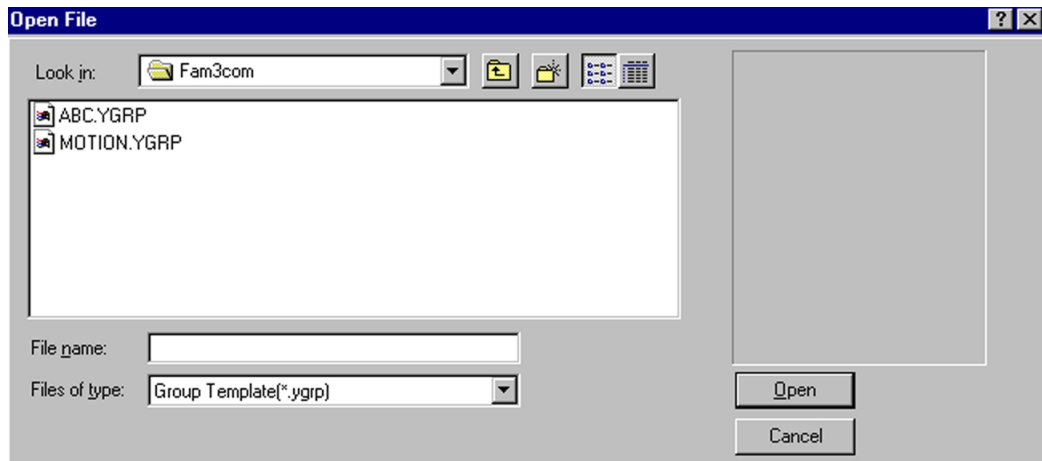 Open File
Look in: Fam3com
ABC.YGRP
MOTION.YGRP
File name:
Files of type: Group Template(*.ygrp)
Open
Cancel